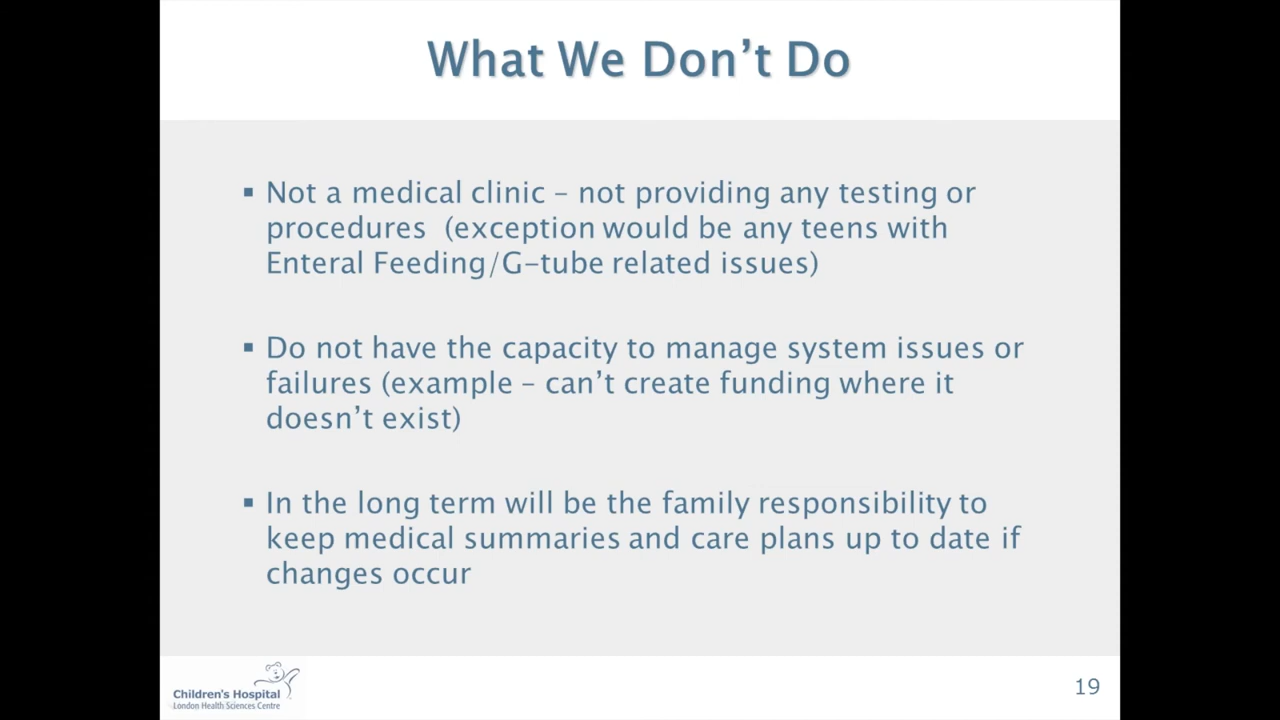 What We Don’t Do
▪ Not a medical clinic – not providing any testing or
procedures  (exception would be any teens with
Enteral Feeding/G-tube related issues)
▪ Do not have the capacity to manage system issues or
failures (example – can’t create funding where it
doesn’t exist)
▪ In the long term will be the family responsibility to
keep medical summaries and care plans up to date if
changes occur
Children's Hospital
London Health Sciences Centre
19